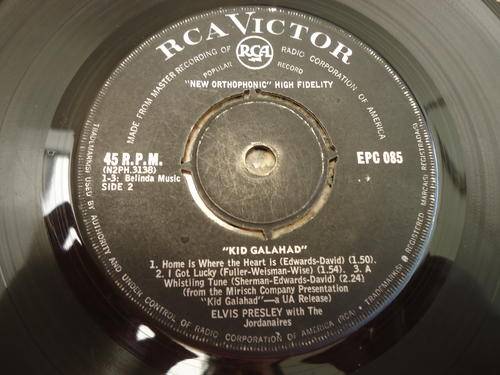 RCA VICTOR
MADE FROM MASTER RECORDING OF RADIO CORPORATION OF AMERICA
RCA
POPULAR RECORD
"NEW ORTHOPHONIC" HIGH FIDELITY
45 R.P.M.
(N2PH.3138)
1-3: Belinda Music
SIDE 2
EPC 085
"KID GALAHAD"
1. Home is Where the Heart is (Edwards-David) (1.50).
2. I Got Lucky (Fuller-Weisman-Wise) (1.54). 3. A
Whistling Tune (Sherman-Edwards-David) (2.24)
(from the Mirisch Company Presentation
"Kid Galahad"—a UA Release)
ELVIS PRESLEY with The
Jordanaires
TRADEMARKS USED BY AUTHORITY AND UNDER CONTROL OF RADIO CORPORATION OF AMERICA (RCA)
TRADEMARK(S) ® REGISTERED. MARCAS) REGISTRADA(S)